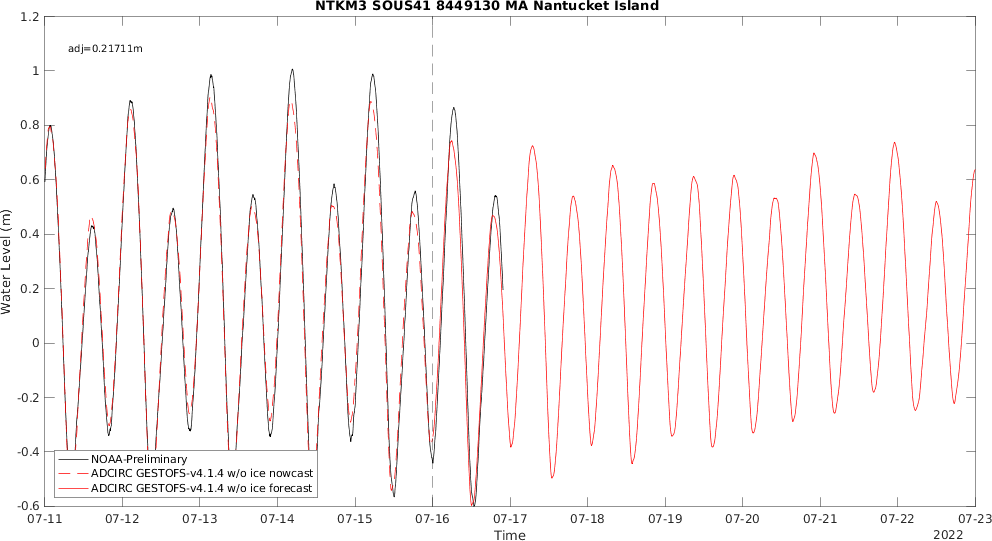 NTKM3 SOUS41 8449130 MA Nantucket Island
1.2
adj=0.21711m
1
0.8
0.6
0.4
0.2
0
-0.2
-0.4
-0.6
Water Level (m)
NOAA-Preliminary
ADCIRC GESTOFS-v4.1.4 w/o ice nowcast
ADCIRC GESTOFS-v4.1.4 w/o ice forecast
07-11 07-12 07-13 07-14 07-15 07-16 07-17 07-18 07-19 07-20 07-21 07-22 07-23
Time
2022